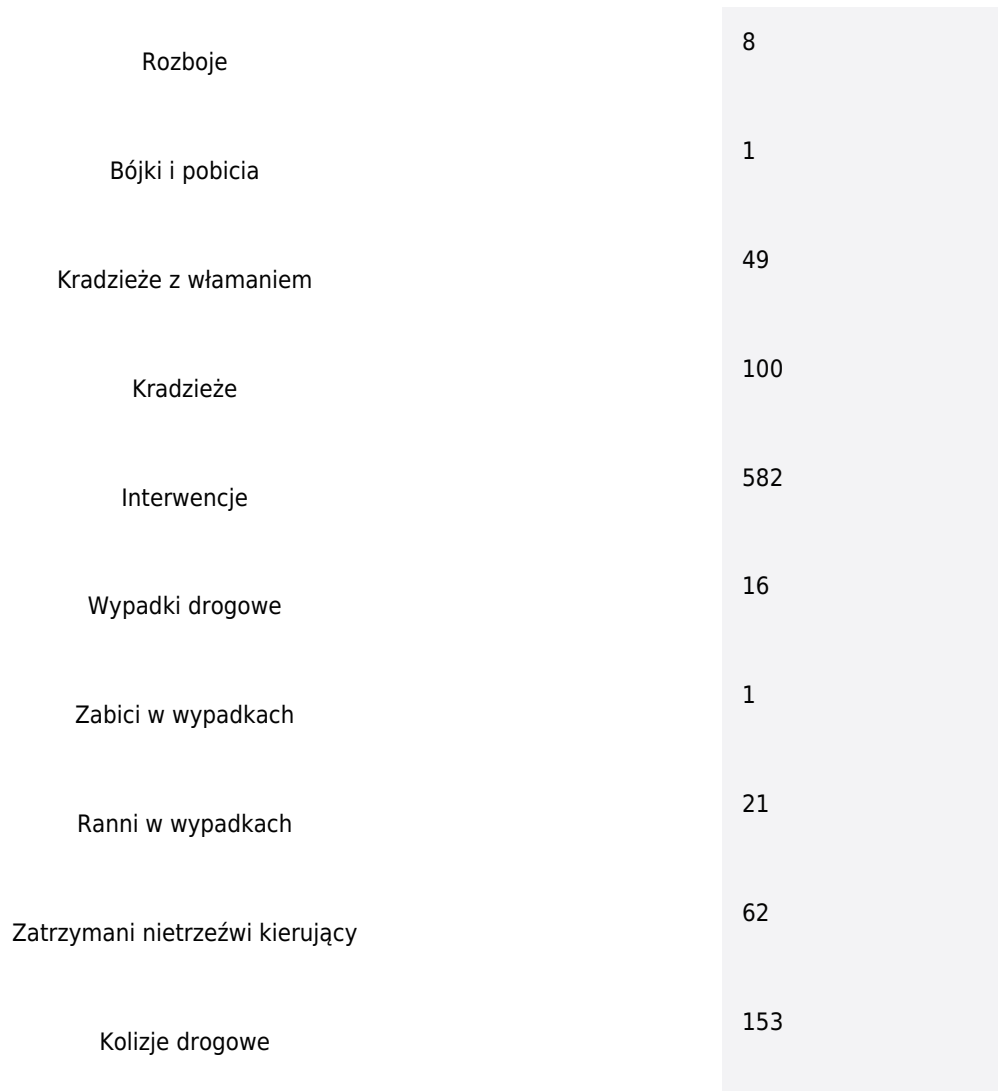 Rozboje 8
Bójki i pobicia 1
Kradzieże z włamaniem 49
Kradzieże 100
Interwencje 582
Wypadki drogowe 16
Zabici w wypadkach 1
Ranni w wypadkach 21
Zatrzymani nietrzeźwi kierujący 62
Kolizje drogowe 153